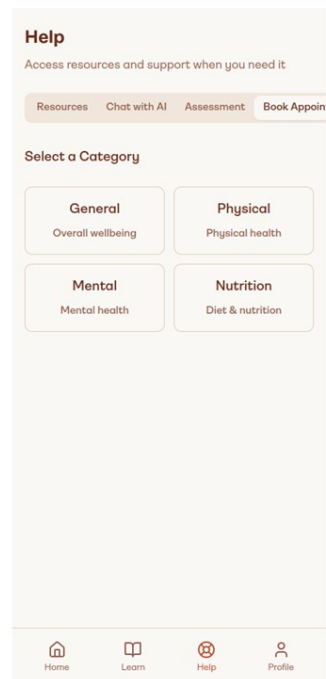 Help
Access resources and support when you need it
Resources Chat with AI Assessment Book Appoin
Select a Category
General Physical
Overall wellbeing Physical health
Mental Nutrition
Mental health Diet & nutrition
Home Learn Help Profile